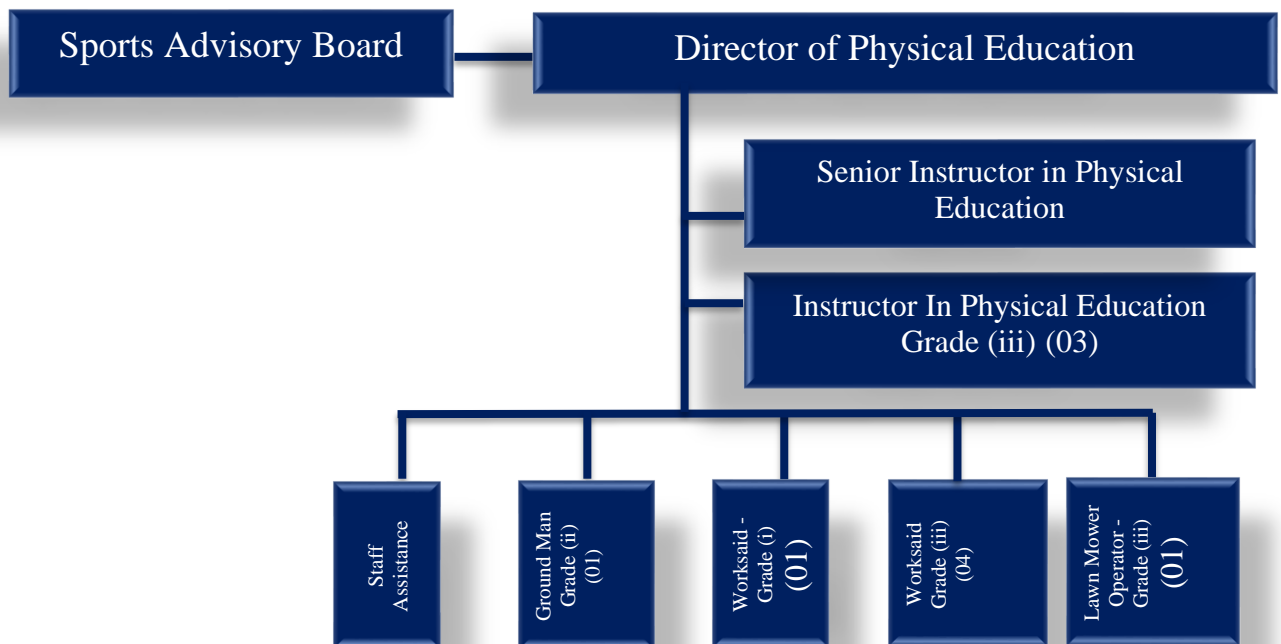 Sports Advisory Board
Director of Physical Education
Senior Instructor in Physical
Education
Instructor In Physical Education
Grade (iii) (03)
Staff
Assistance
Ground Man
Grade (ii)
(01)
Worksaid -
Grade (i)
(01)
Worksaid
Grade (iii)
(04)
Lawn Mower
Operator -
Grade (iii)
(01)